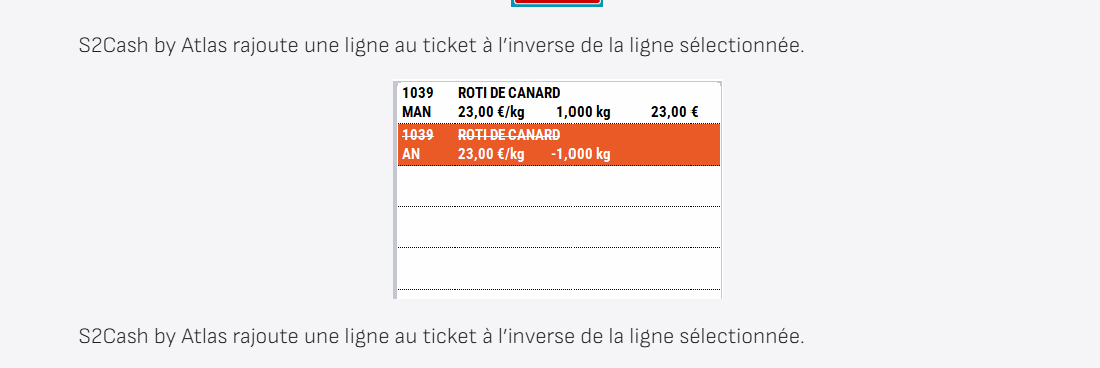 S2Cash by Atlas rajoute une ligne au ticket à l'inverse de la ligne sélectionnée.
1039 ROTI DE CANARD
MAN 23,00 €/kg 1,000 kg 23,00 €
1039 ROTI DE CANARD
AN 23,00 €/kg -1,000 kg
S2Cash by Atlas rajoute une ligne au ticket à l'inverse de la ligne sélectionnée.